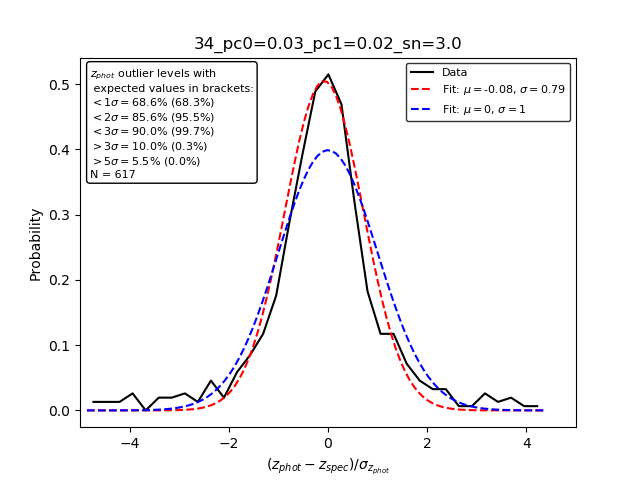 34_pc0=0.03_pc1=0.02_sn=3.0
z_phot outlier levels with
expected values in brackets:
<1σ=68.6% (68.3%)
<2σ=85.6% (95.5%)
<3σ=90.0% (99.7%)
>3σ=10.0% (0.3%)
>5σ=5.5% (0.0%)
N = 617
Data
Fit: μ=-0.08, σ=0.79
Fit: μ=0, σ=1
Probability
0.5
0.4
0.3
0.2
0.1
0.0
−4 −2 0 2 4
(z_phot − z_spec)/σ_z_phot